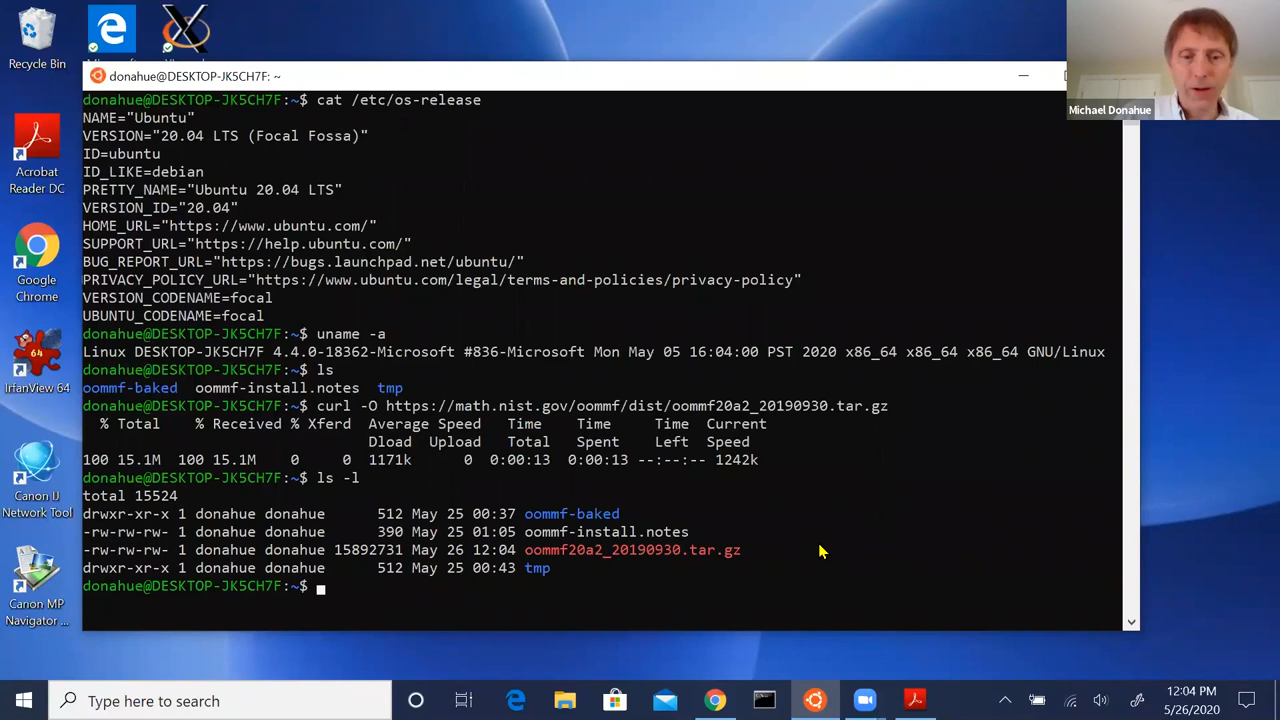 Recycle Bin
Acrobat
Reader DC
Google
Chrome
IrfanView 64
Canon IJ
Network Tool
Canon MP
Navigator ...
donahue@DESKTOP-JK5CH7F: ~
Michael Donahue
donahue@DESKTOP-JK5CH7F:~$ cat /etc/os-release
NAME="Ubuntu"
VERSION="20.04 LTS (Focal Fossa)"
ID=ubuntu
ID_LIKE=debian
PRETTY_NAME="Ubuntu 20.04 LTS"
VERSION_ID="20.04"
HOME_URL="https://www.ubuntu.com/"
SUPPORT_URL="https://help.ubuntu.com/"
BUG_REPORT_URL="https://bugs.launchpad.net/ubuntu/"
PRIVACY_POLICY_URL="https://www.ubuntu.com/legal/terms-and-policies/privacy-policy"
VERSION_CODENAME=focal
UBUNTU_CODENAME=focal
donahue@DESKTOP-JK5CH7F:~$ uname -a
Linux DESKTOP-JK5CH7F 4.4.0-18362-Microsoft #836-Microsoft Mon May 05 16:04:00 PST 2020 x86_64 x86_64 x86_64 GNU/Linux
donahue@DESKTOP-JK5CH7F:~$ ls
oommf-baked  oommf-install.notes  tmp
donahue@DESKTOP-JK5CH7F:~$ curl -O https://math.nist.gov/oommf/dist/oommf20a2_20190930.tar.gz
  % Total    % Received % Xferd  Average Speed   Time    Time     Time  Current
                                 Dload  Upload   Total   Spent    Left  Speed
100 15.1M  100 15.1M    0     0  1171k      0  0:00:13  0:00:13 --:--:-- 1242k
donahue@DESKTOP-JK5CH7F:~$ ls -l
total 15524
drwxr-xr-x 1 donahue donahue      512 May 25 00:37 oommf-baked
-rw-rw-rw- 1 donahue donahue      390 May 25 01:05 oommf-install.notes
-rw-rw-rw- 1 donahue donahue 15892731 May 26 12:04 oommf20a2_20190930.tar.gz
drwxr-xr-x 1 donahue donahue      512 May 25 00:43 tmp
donahue@DESKTOP-JK5CH7F:~$
Type here to search
12:04 PM
5/26/2020